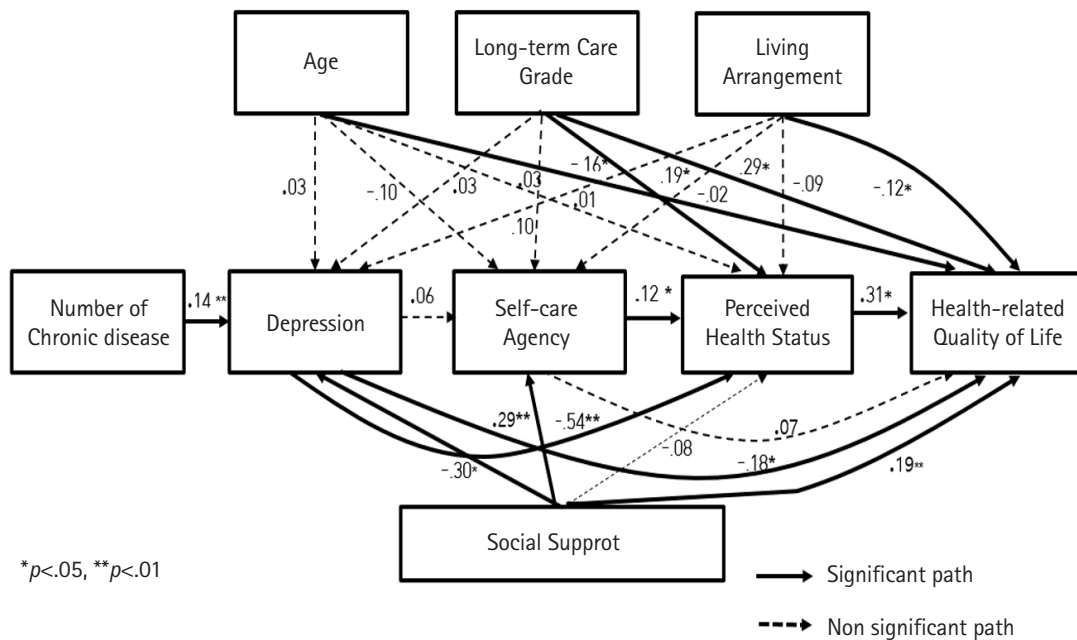 Age
Long-term Care
Grade
Living
Arrangement
.03
-.10
.03
-.16*
.03
.01
.10
.19*
.29*
-.02
-.09
-.12*
Number of
Chronic disease
.14 **
Depression
.06
Self-care
Agency
.12 *
Perceived
Health Status
.31*
Health-related
Quality of Life
.29**
-.54**
-.08
.07
-.30*
-.18*
.19**
Social Supprot
*p<.05, **p<.01
Significant path
Non significant path